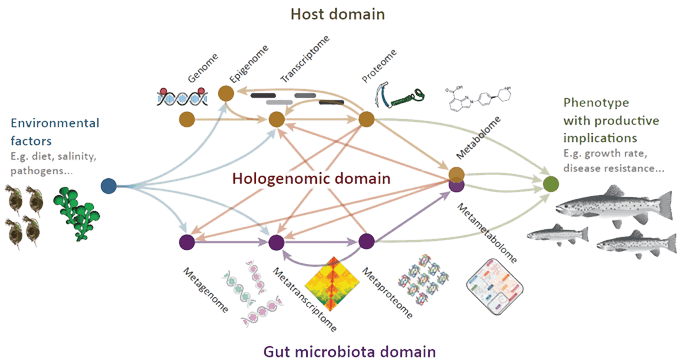 Host domain
Genome
Epigenome
Transcriptome
Proteome
Environmental
factors
E.g. diet, salinity,
pathogens...
Phenotype
with productive
implications
E.g. growth rate,
disease resistance...
Metabolome
Hologenomic domain
Metagenome
Metatranscriptome
Metaproteome
Metametabolome
Gut microbiota domain